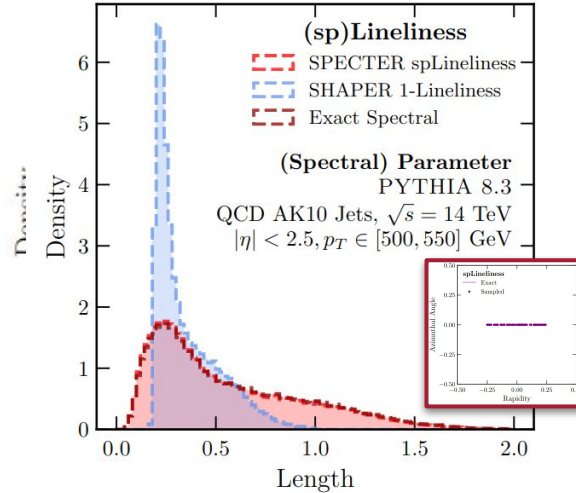 (sp)Lineliness
SPECTER spLineliness
SHAPER 1-Lineliness
Exact Spectral
(Spectral) Parameter
PYTHIA 8.3
QCD AK10 Jets, √s = 14 TeV
|η| < 2.5, p_T ∈ [500, 550] GeV
Density
Density
6
5
4
3
2
1
0
0.0 0.5 1.0 1.5 2.0
Length
spLineliness
Exact
Sampled
Azimuthal Angle
0.50
0.25
0.00
−0.25
−0.50
−0.50 −0.25 0.00 0.25
Rapidity